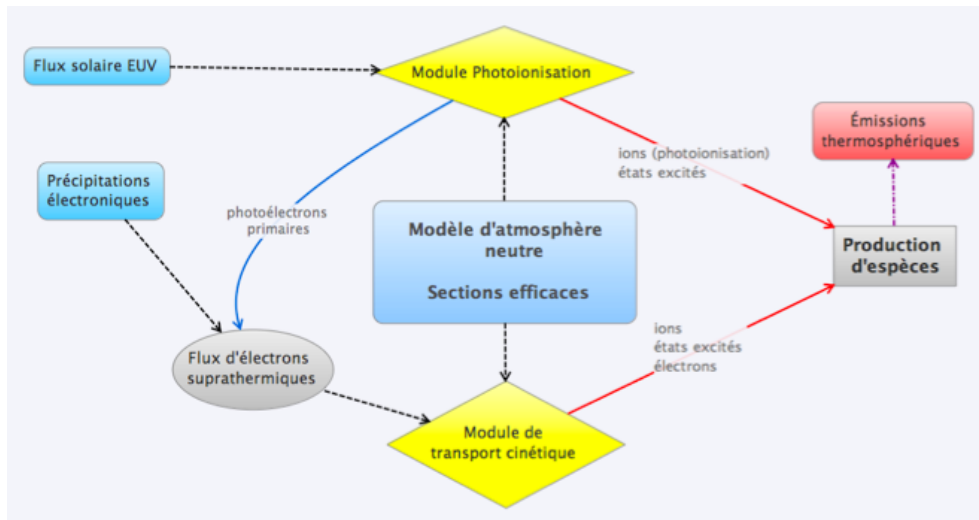 Flux solaire EUV
Module Photoionisation
Émissions
thermosphériques
ions (photoionisation)
états excités
Précipitations
électroniques
photoélectrons
primaires
Modèle d'atmosphère
neutre
Sections efficaces
Production
d'espèces
ions
états excités
électrons
Flux d'électrons
suprathermiques
Module de
transport cinétique